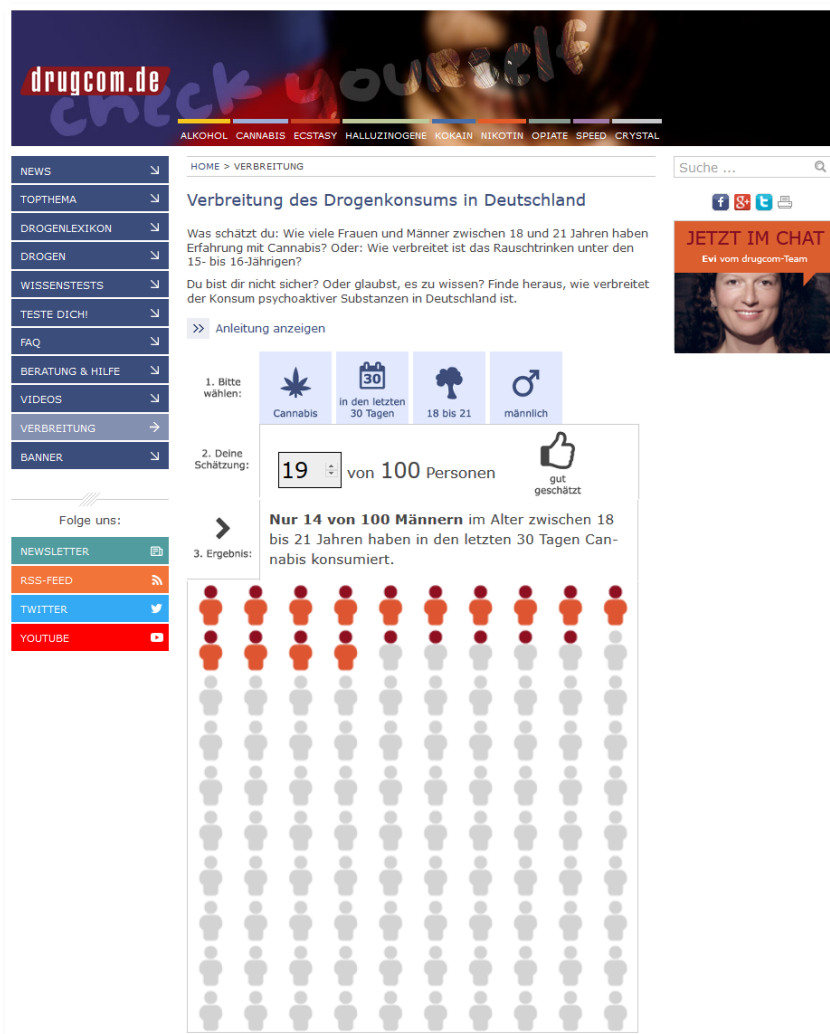 drugcom.de
check yourself
ALKOHOL CANNABIS ECSTASY HALLUZINOGENE KOKAIN NIKOTIN OPIATE SPEED CRYSTAL
NEWS
TOPTHEMA
DROGENLEXIKON
DROGEN
WISSENSTESTS
TESTE DICH!
FAQ
BERATUNG & HILFE
VIDEOS
VERBREITUNG
BANNER
Folge uns:
NEWSLETTER
RSS-FEED
TWITTER
YOUTUBE
HOME > VERBREITUNG
Verbreitung des Drogenkonsums in Deutschland
Was schätzt du: Wie viele Frauen und Männer zwischen 18 und 21 Jahren haben
Erfahrung mit Cannabis? Oder: Wie verbreitet ist das Rauschtrinken unter den
15- bis 16-Jährigen?
Du bist dir nicht sicher? Oder glaubst, es zu wissen? Finde heraus, wie verbreitet
der Konsum psychoaktiver Substanzen in Deutschland ist.
Anleitung anzeigen
1. Bitte
wählen:
Cannabis
30
in den letzten
30 Tagen
18 bis 21
männlich
2. Deine
Schätzung:
19 von 100 Personen
gut
geschätzt
3. Ergebnis:
Nur 14 von 100 Männern im Alter zwischen 18
bis 21 Jahren haben in den letzten 30 Tagen Can-
nabis konsumiert.
Suche ...
JETZT IM CHAT
Evi vom drugcom-Team